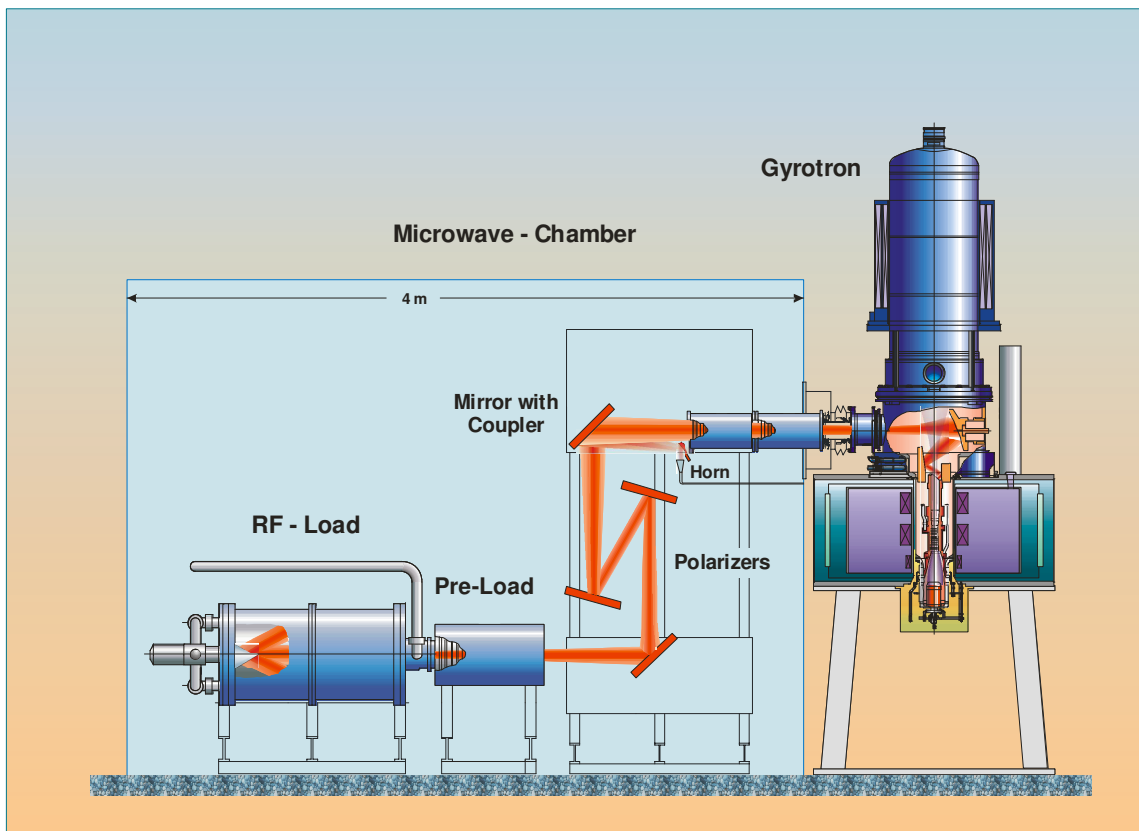 Gyrotron
Microwave - Chamber
4 m
Mirror with
Coupler
Horn
RF - Load
Polarizers
Pre-Load